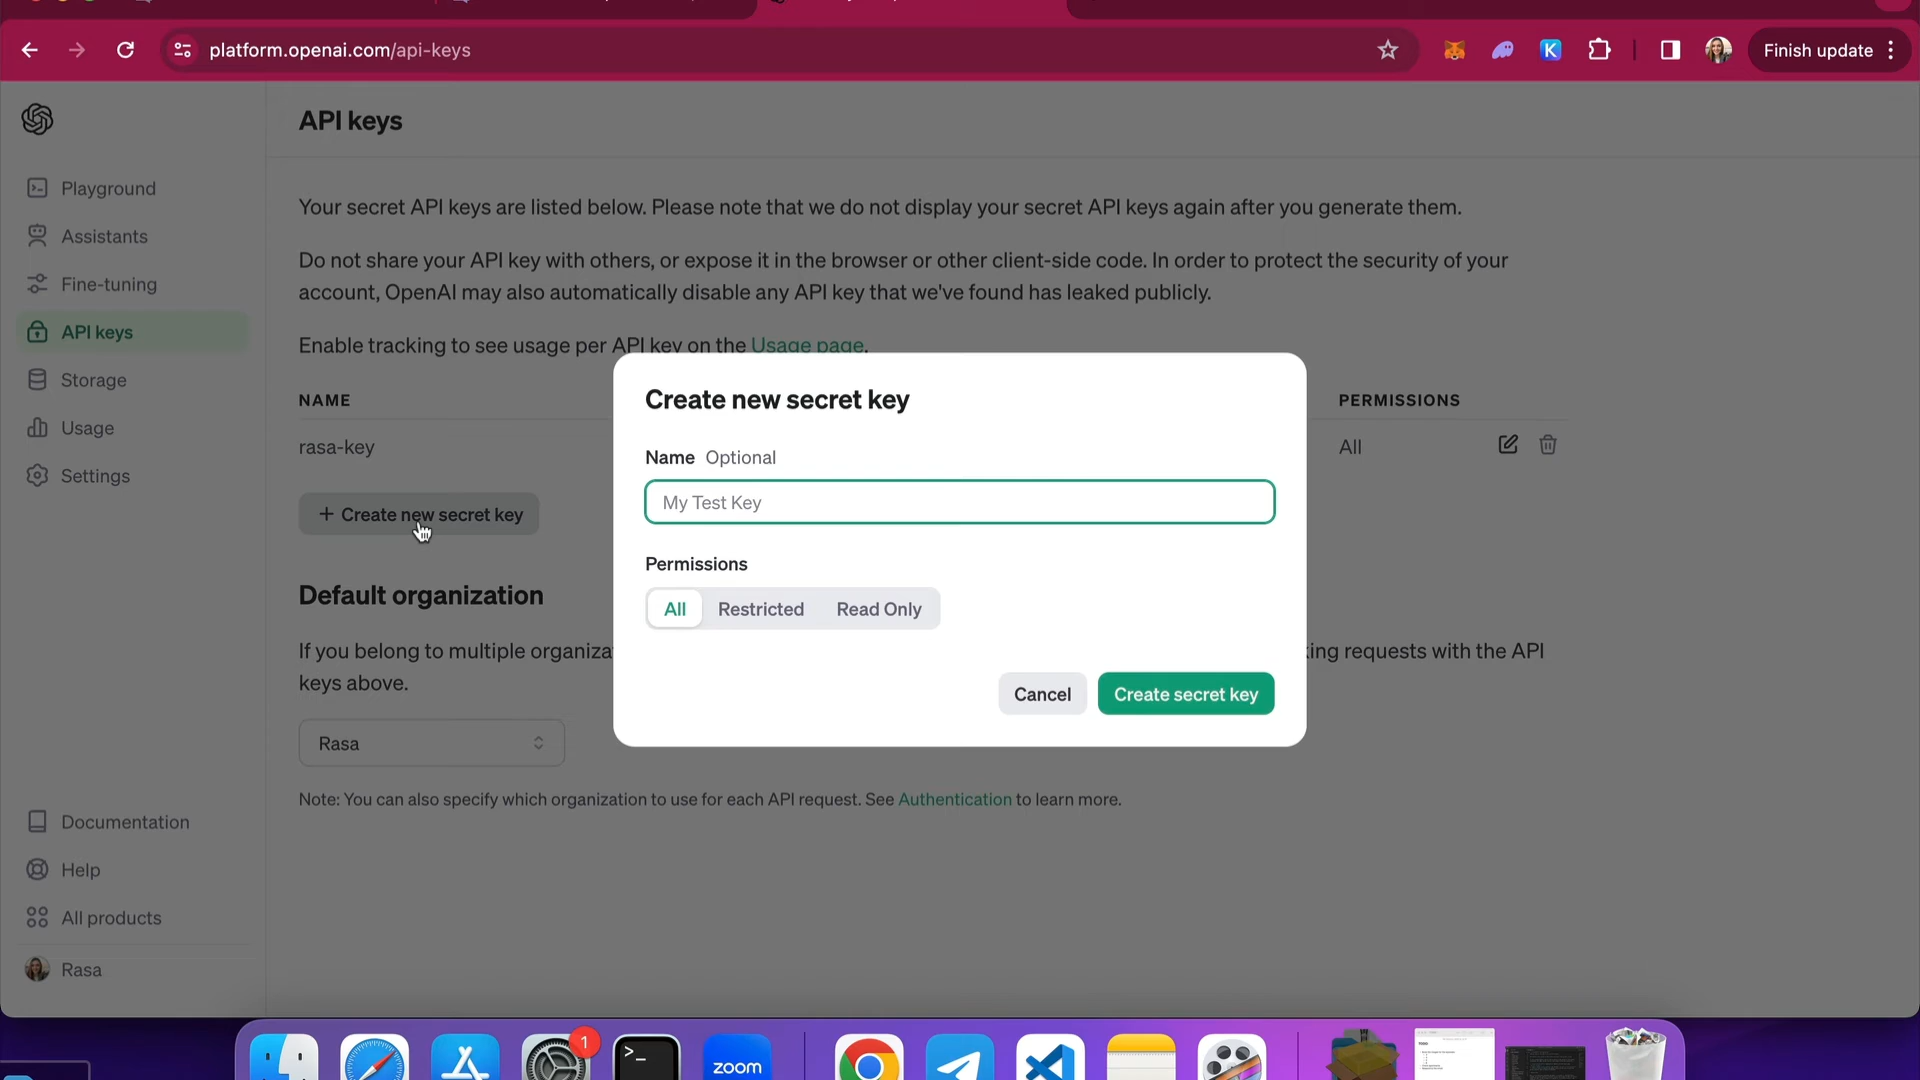 platform.openai.com/api-keys
Finish update
API keys
Playground
Assistants
Fine-tuning
API keys
Storage
Usage
Settings
Your secret API keys are listed below. Please note that we do not display your secret API keys again after you generate them.
Do not share your API key with others, or expose it in the browser or other client-side code. In order to protect the security of your
account, OpenAI may also automatically disable any API key that we've found has leaked publicly.
Enable tracking to see usage per API key on the Usage page.
NAME
PERMISSIONS
rasa-key
All
+ Create new secret key
Create new secret key
Name Optional
My Test Key
Permissions
All
Restricted
Read Only
Cancel
Create secret key
Default organization
If you belong to multiple
king requests with the API
keys above.
Rasa
Note: You can also specify which organization to use for each API request. See Authentication to learn more.
Documentation
Help
All products
Rasa
1
zoom